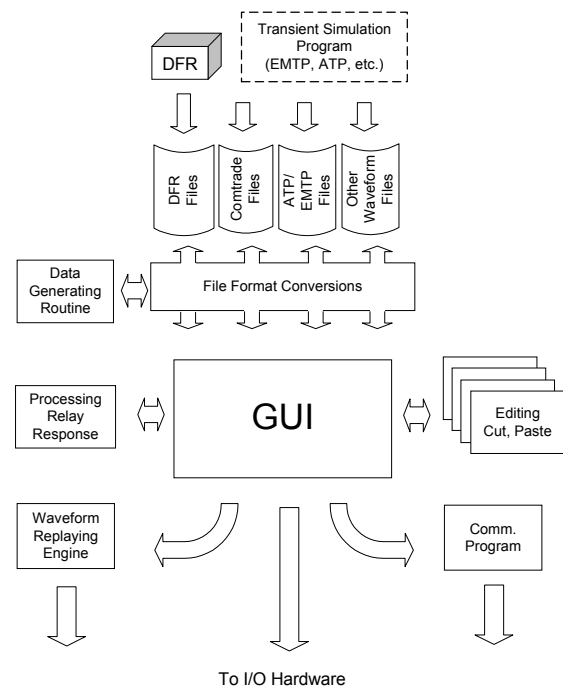 Transient Simulation
Program
(EMTP, ATP, etc.)
DFR
DFR
Files
Comtrade
Files
ATP/
EMTP
Files
Other
Waveform
Files
Data
Generating
Routine
File Format Conversions
Processing
Relay
Response
GUI
Editing
Cut, Paste
Waveform
Replaying
Engine
Comm.
Program
To I/O Hardware